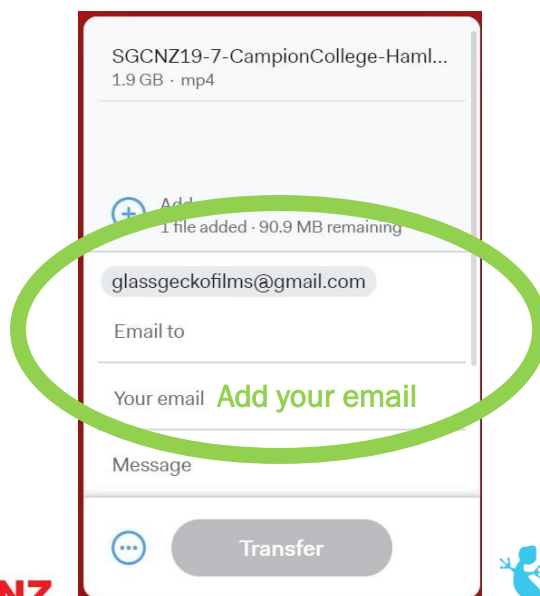 SGCNZ19-7-CampionCollege-Haml...
1.9 GB · mp4
1 file added · 90.9 MB remaining
glassgeckofilms@gmail.com
Email to
Your email Add your email
Message
Transfer
NZ